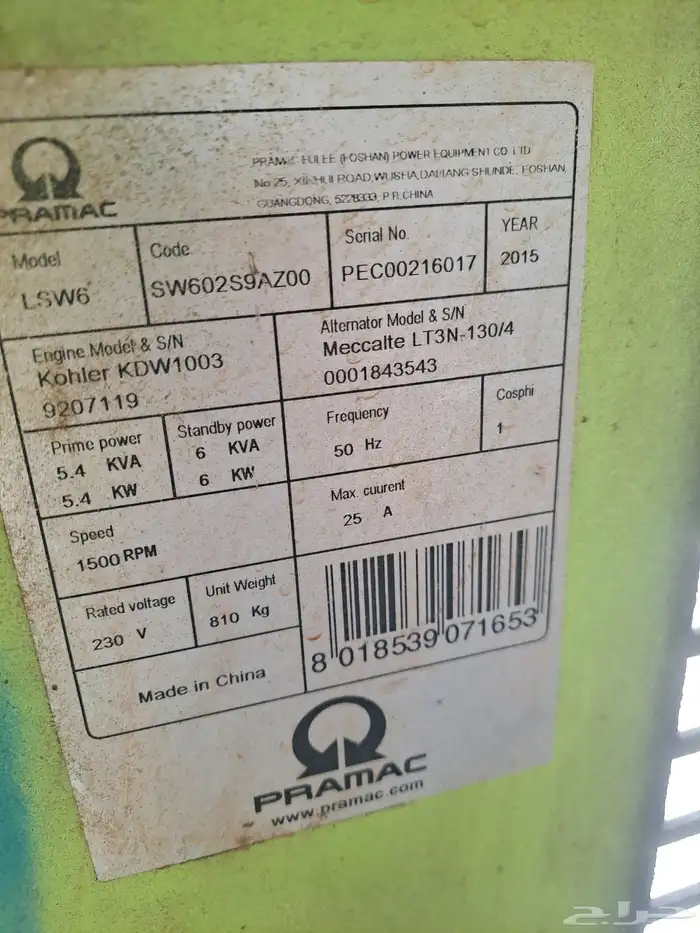 PRAMAC
PRAMAC FULEE (FOSHAN) POWER EQUIPMENT CO. LTD
No 25, ROAD, WUSHA, DALIANG SHUNDE, FOSHAN,
GUANGDONG, 5228333, P.R.CHINA
Model
LSW6
Code
SW602S9AZ00
Serial No.
PEC00216017
YEAR
2015
Engine Model & S/N
Kohler KDW1003
9207119
Alternator Model & S/N
Meccalte LT3N-130/4
0001843543
Prime power
5.4 KVA
5.4 KW
Standby power
6 KVA
6 KW
Frequency
50 Hz
Cosphi
1
Speed
1500 RPM
Max. cuurent
25 A
Rated voltage
230 V
Unit Weight
810 Kg
Made in China
8 018539 071653
PRAMAC
www.pramac.com
حراج